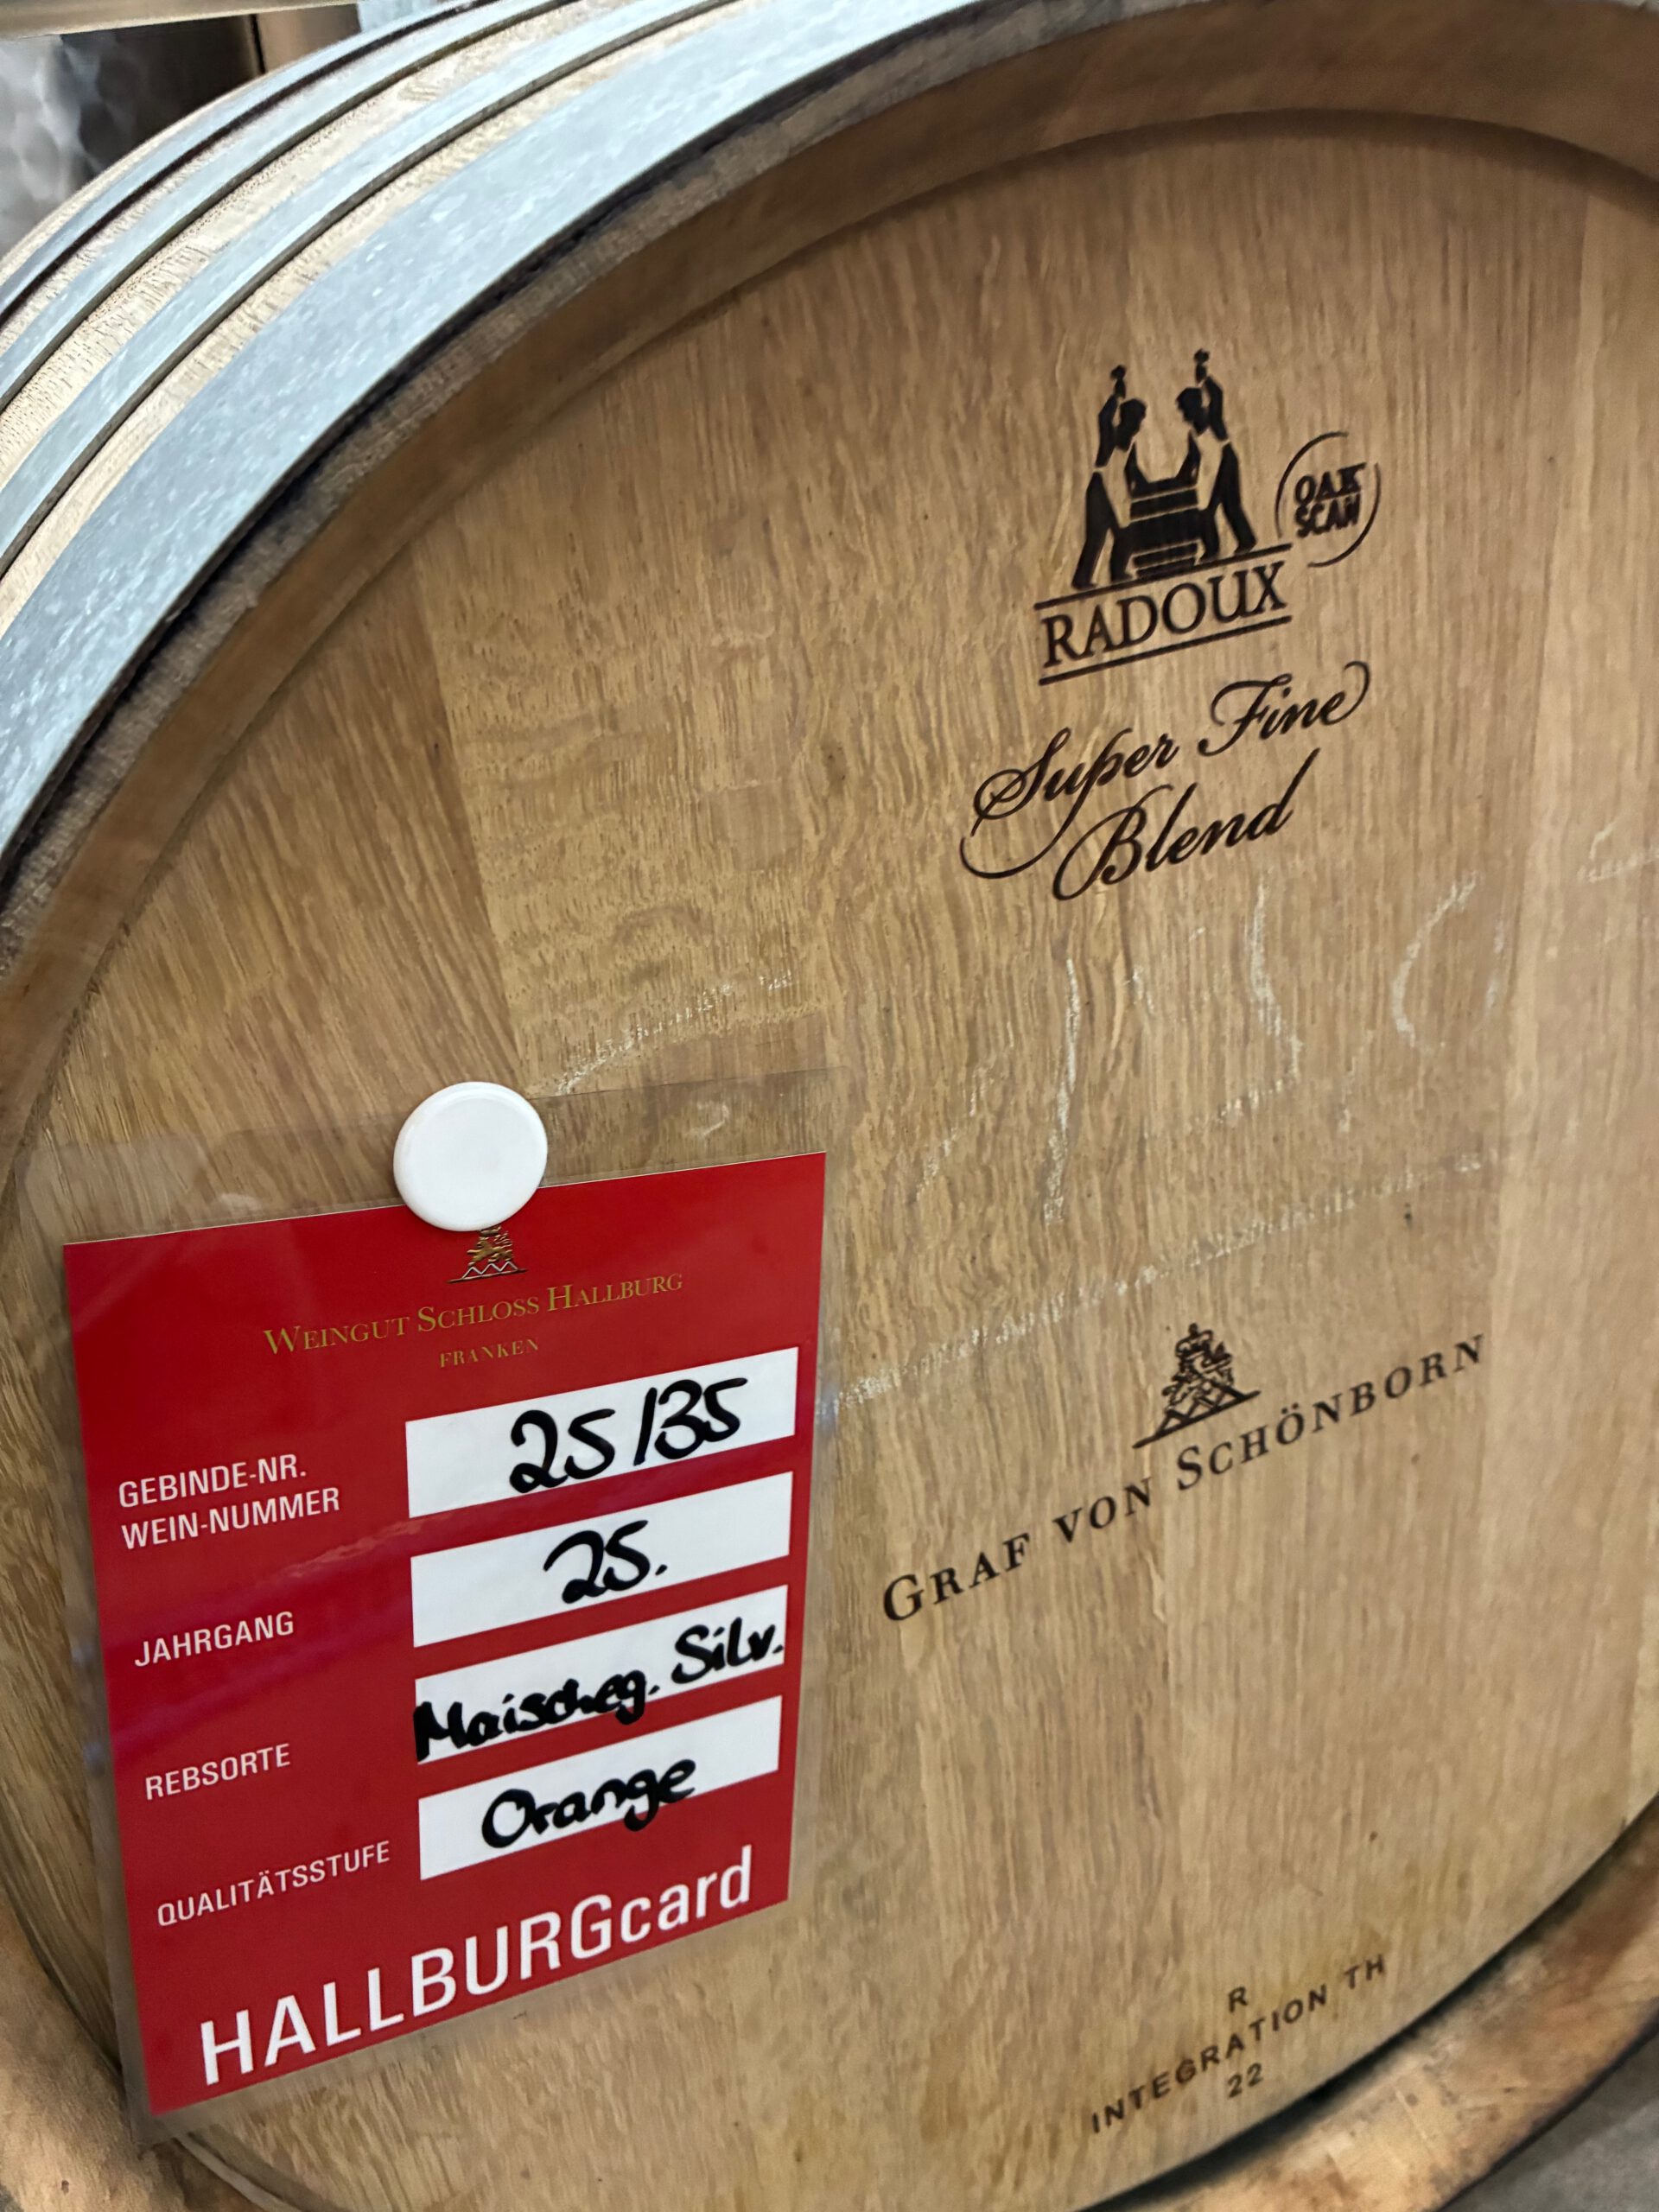 OAK
SCAN
RADOUX
Super Fine
Blend
WEINGUT SCHLOSS HALLBURG
FRANKEN
GEBINDE-NR.
WEIN-NUMMER
25/35
JAHRGANG
25.
REBSORTE
Maischeg. Silv.
QUALITÄTSSTUFE
Orange
HALLBURGcard
GRAF VON SCHÖNBORN
R
INTEGRATION TH
22